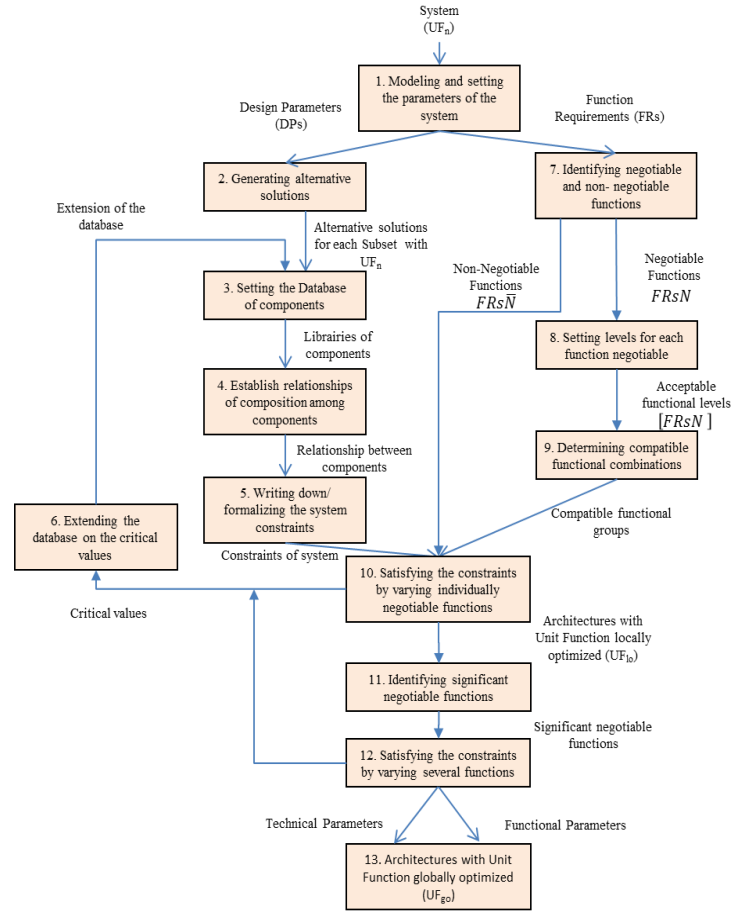 System
(UFn)
1. Modeling and setting
the parameters of the
system
Design Parameters
(DPs)
Function
Requirements (FRs)
2. Generating alternative
solutions
7. Identifying negotiable
and non- negotiable
functions
Extension of the
database
Alternative solutions
for each Subset with
UFn
Non-Negotiable
Functions
FRsN̅
Negotiable
Functions
FRsN
3. Setting the Database
of components
Librairies of
components
8. Setting levels for each
function negotiable
4. Establish relationships
of composition among
components
Acceptable
functional levels
[FRsN ]
Relationship between
components
9. Determining compatible
functional combinations
5. Writing down/
formalizing the system
constraints
6. Extending the
database on the critical
values
Compatible functional
groups
Constraints of system
10. Satisfying the constraints
by varying individually
negotiable functions
Critical values
Architectures with
Unit Function locally
optimized (UFlo)
11. Identifying significant
negotiable functions
Significant negotiable
functions
12. Satisfying the constraints
by varying several functions
Technical Parameters
Functional Parameters
13. Architectures with Unit
Function globally optimized
(UFgo)